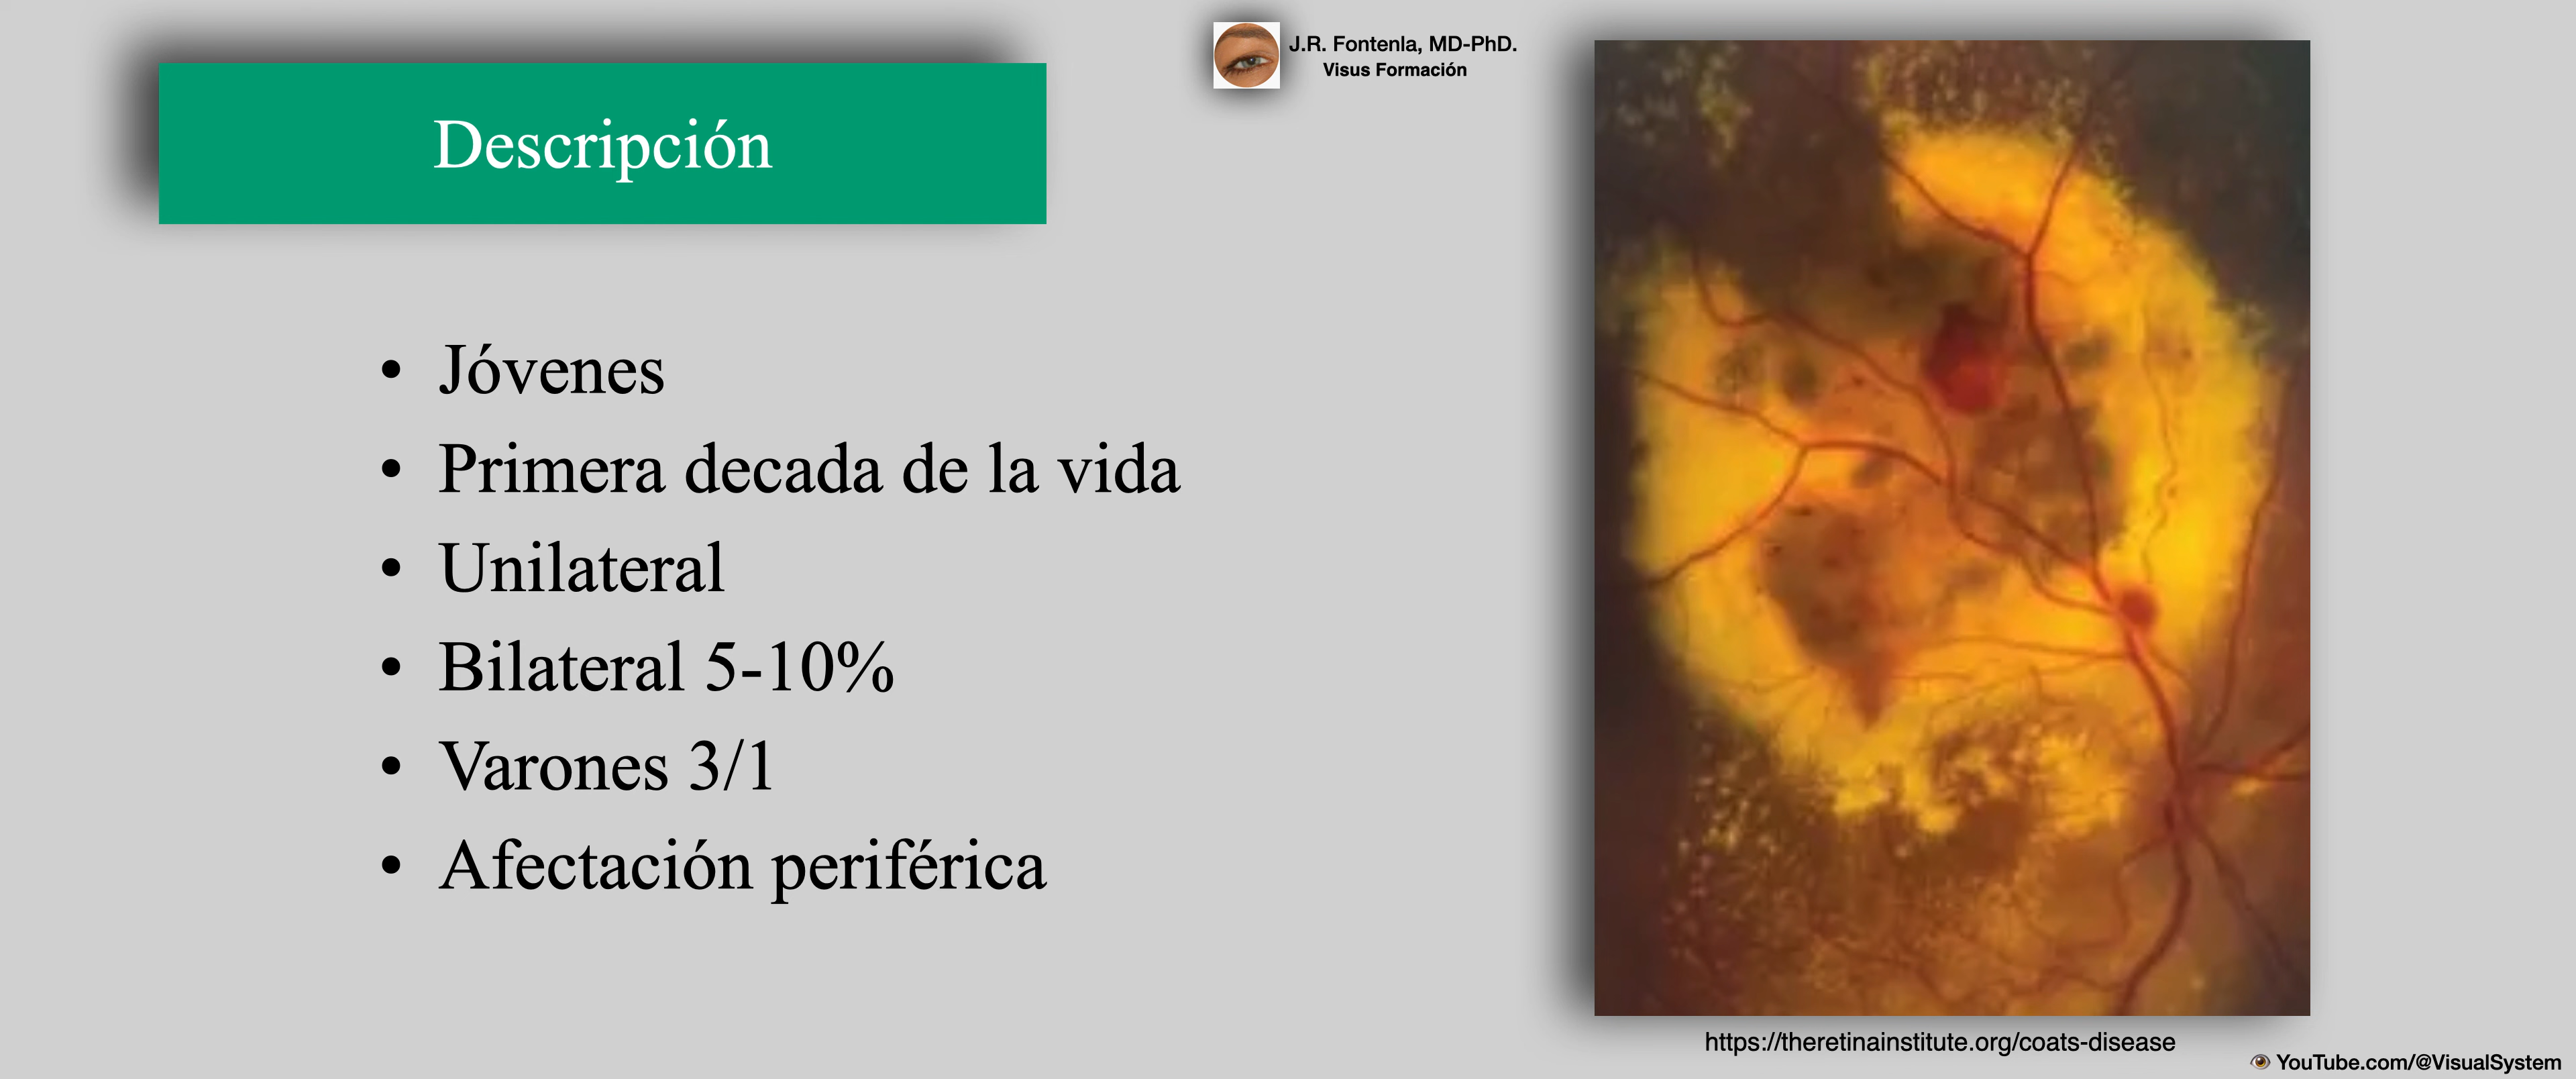 Descripción
J.R. Fontenla, MD-PhD.
Visus Formación
• Jóvenes
• Primera decada de la vida
• Unilateral
• Bilateral 5-10%
• Varones 3/1
• Afectación periférica
https://theretinainstitute.org/coats-disease
YouTube.com/@VisualSystem